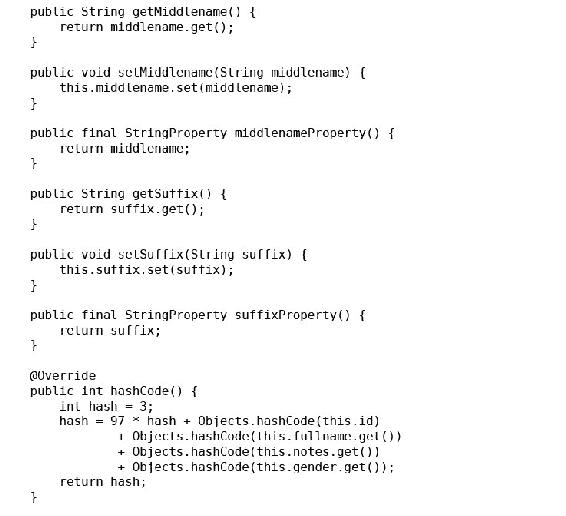 public String getMiddlename() {
    return middlename.get();
}

public void setMiddlename(String middlename) {
    this.middlename.set(middlename);
}

public final StringProperty middlenameProperty() {
    return middlename;
}

public String getSuffix() {
    return suffix.get();
}

public void setSuffix(String suffix) {
    this.suffix.set(suffix);
}

public final StringProperty suffixProperty() {
    return suffix;
}

@Override
public int hashCode() {
    int hash = 3;
    hash = 97 * hash + Objects.hashCode(this.id)
            + Objects.hashCode(this.fullname.get())
            + Objects.hashCode(this.notes.get())
            + Objects.hashCode(this.gender.get());
    return hash;
}